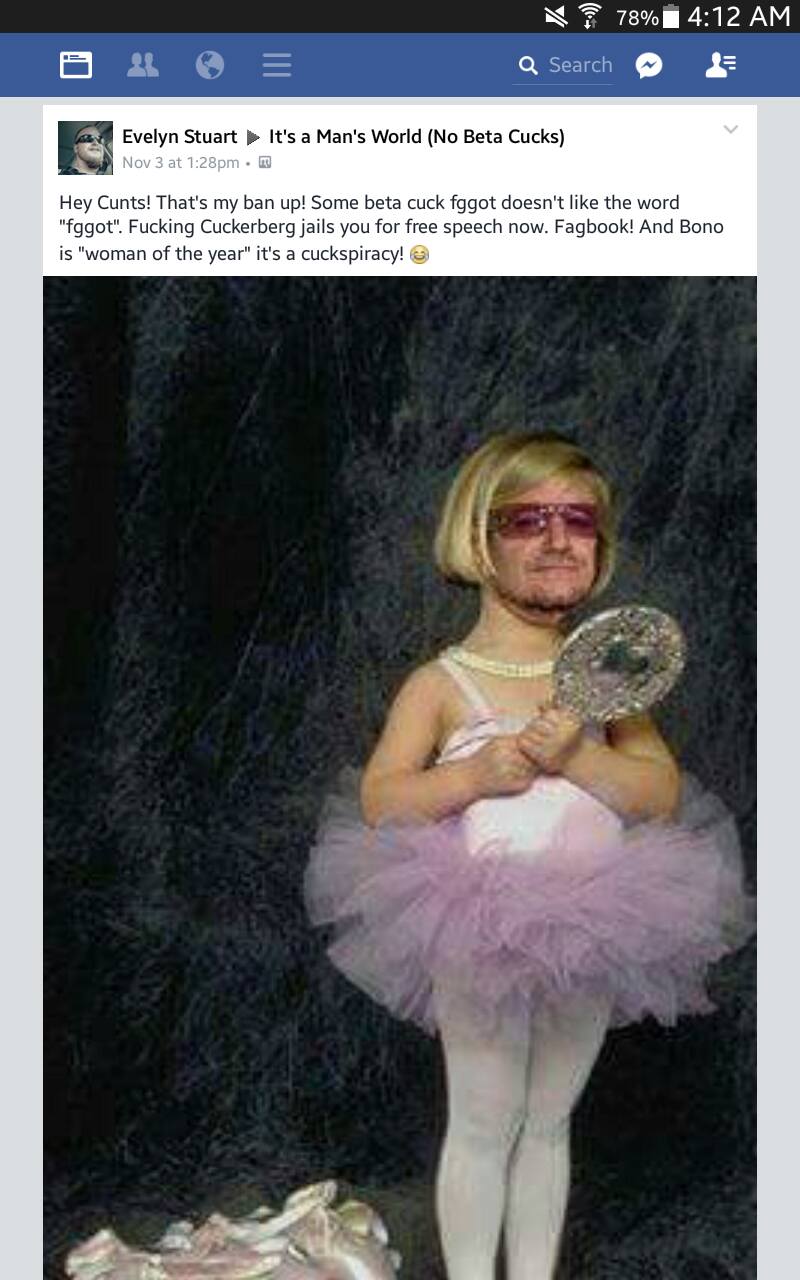 78% 4:12 AM
Search
Evelyn Stuart ▶ It's a Man's World (No Beta Cucks)
Nov 3 at 1:28pm •
Hey Cunts! That's my ban up! Some beta cuck fggot doesn't like the word
"fggot". Fucking Cuckerberg jails you for free speech now. Fagbook! And Bono
is "woman of the year" it's a cuckspiracy! 😂